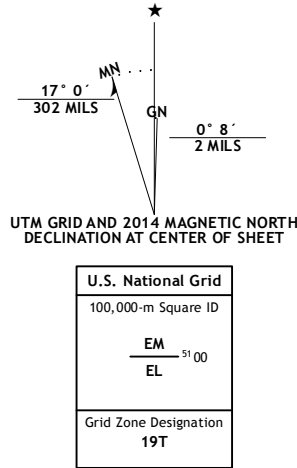 ★
MN
17° 0´
302 MILS
GN
0° 8´
2 MILS
UTM GRID AND 2014 MAGNETIC NORTH
DECLINATION AT CENTER OF SHEET
U.S. National Grid
100,000-m Square ID
EM
51 00
EL
Grid Zone Designation
19T